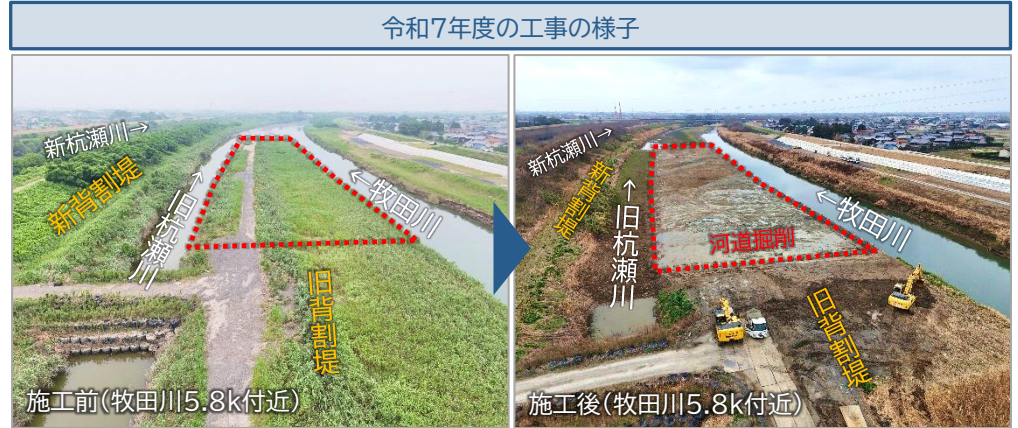 令和7年度の工事の様子
新杭瀬川→
新背割堤
←旧杭瀬川
←牧田川
旧背割堤
施工前(牧田川5.8k付近)
新杭瀬川→
新背割堤
←旧杭瀬川
←牧田川
河道掘削
旧背割堤
施工後(牧田川5.8k付近)